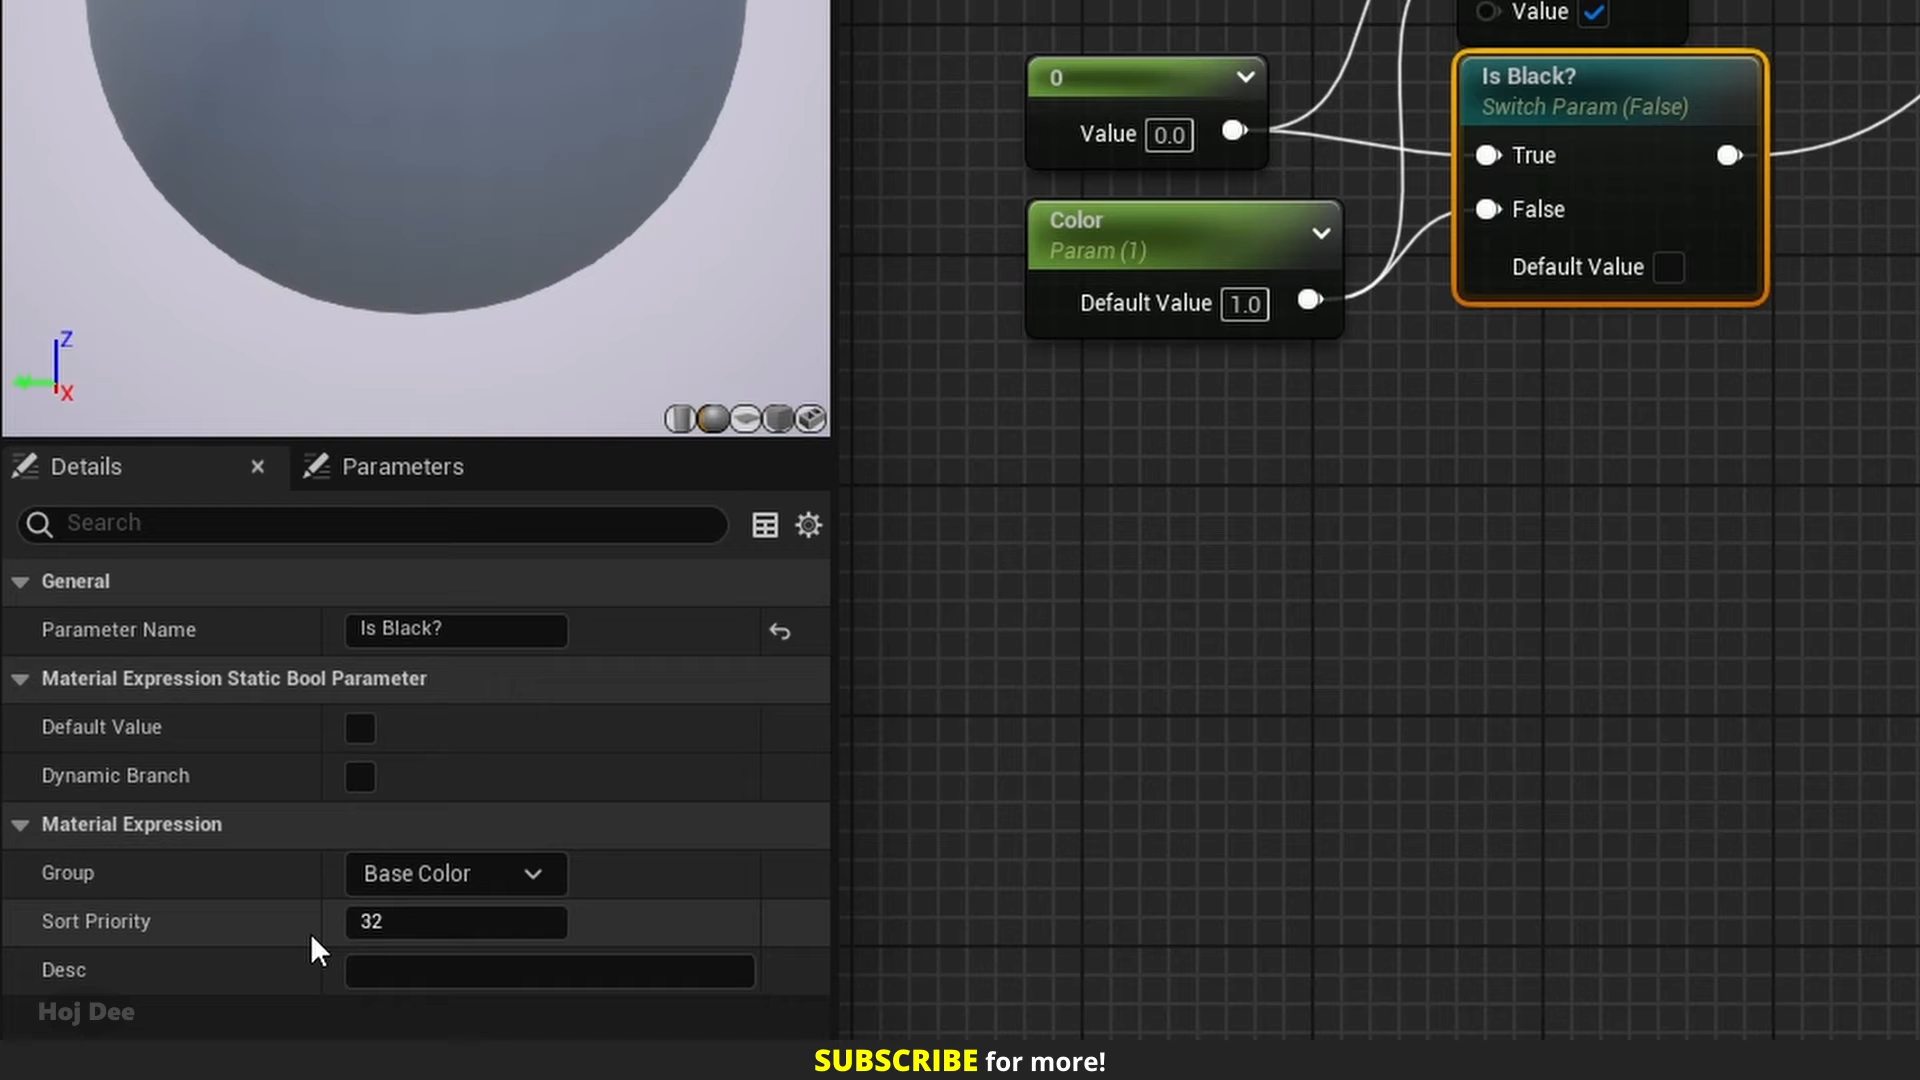 Value
0
Value 0.0
Is Black?
Switch Param (False)
True
False
Default Value
Color
Param (1)
Default Value 1.0
Z
X
Details
Parameters
Search
General
Parameter Name
Is Black?
Material Expression Static Bool Parameter
Default Value
Dynamic Branch
Material Expression
Group
Base Color
Sort Priority
32
Desc
Hoj Dee
SUBSCRIBE for more!